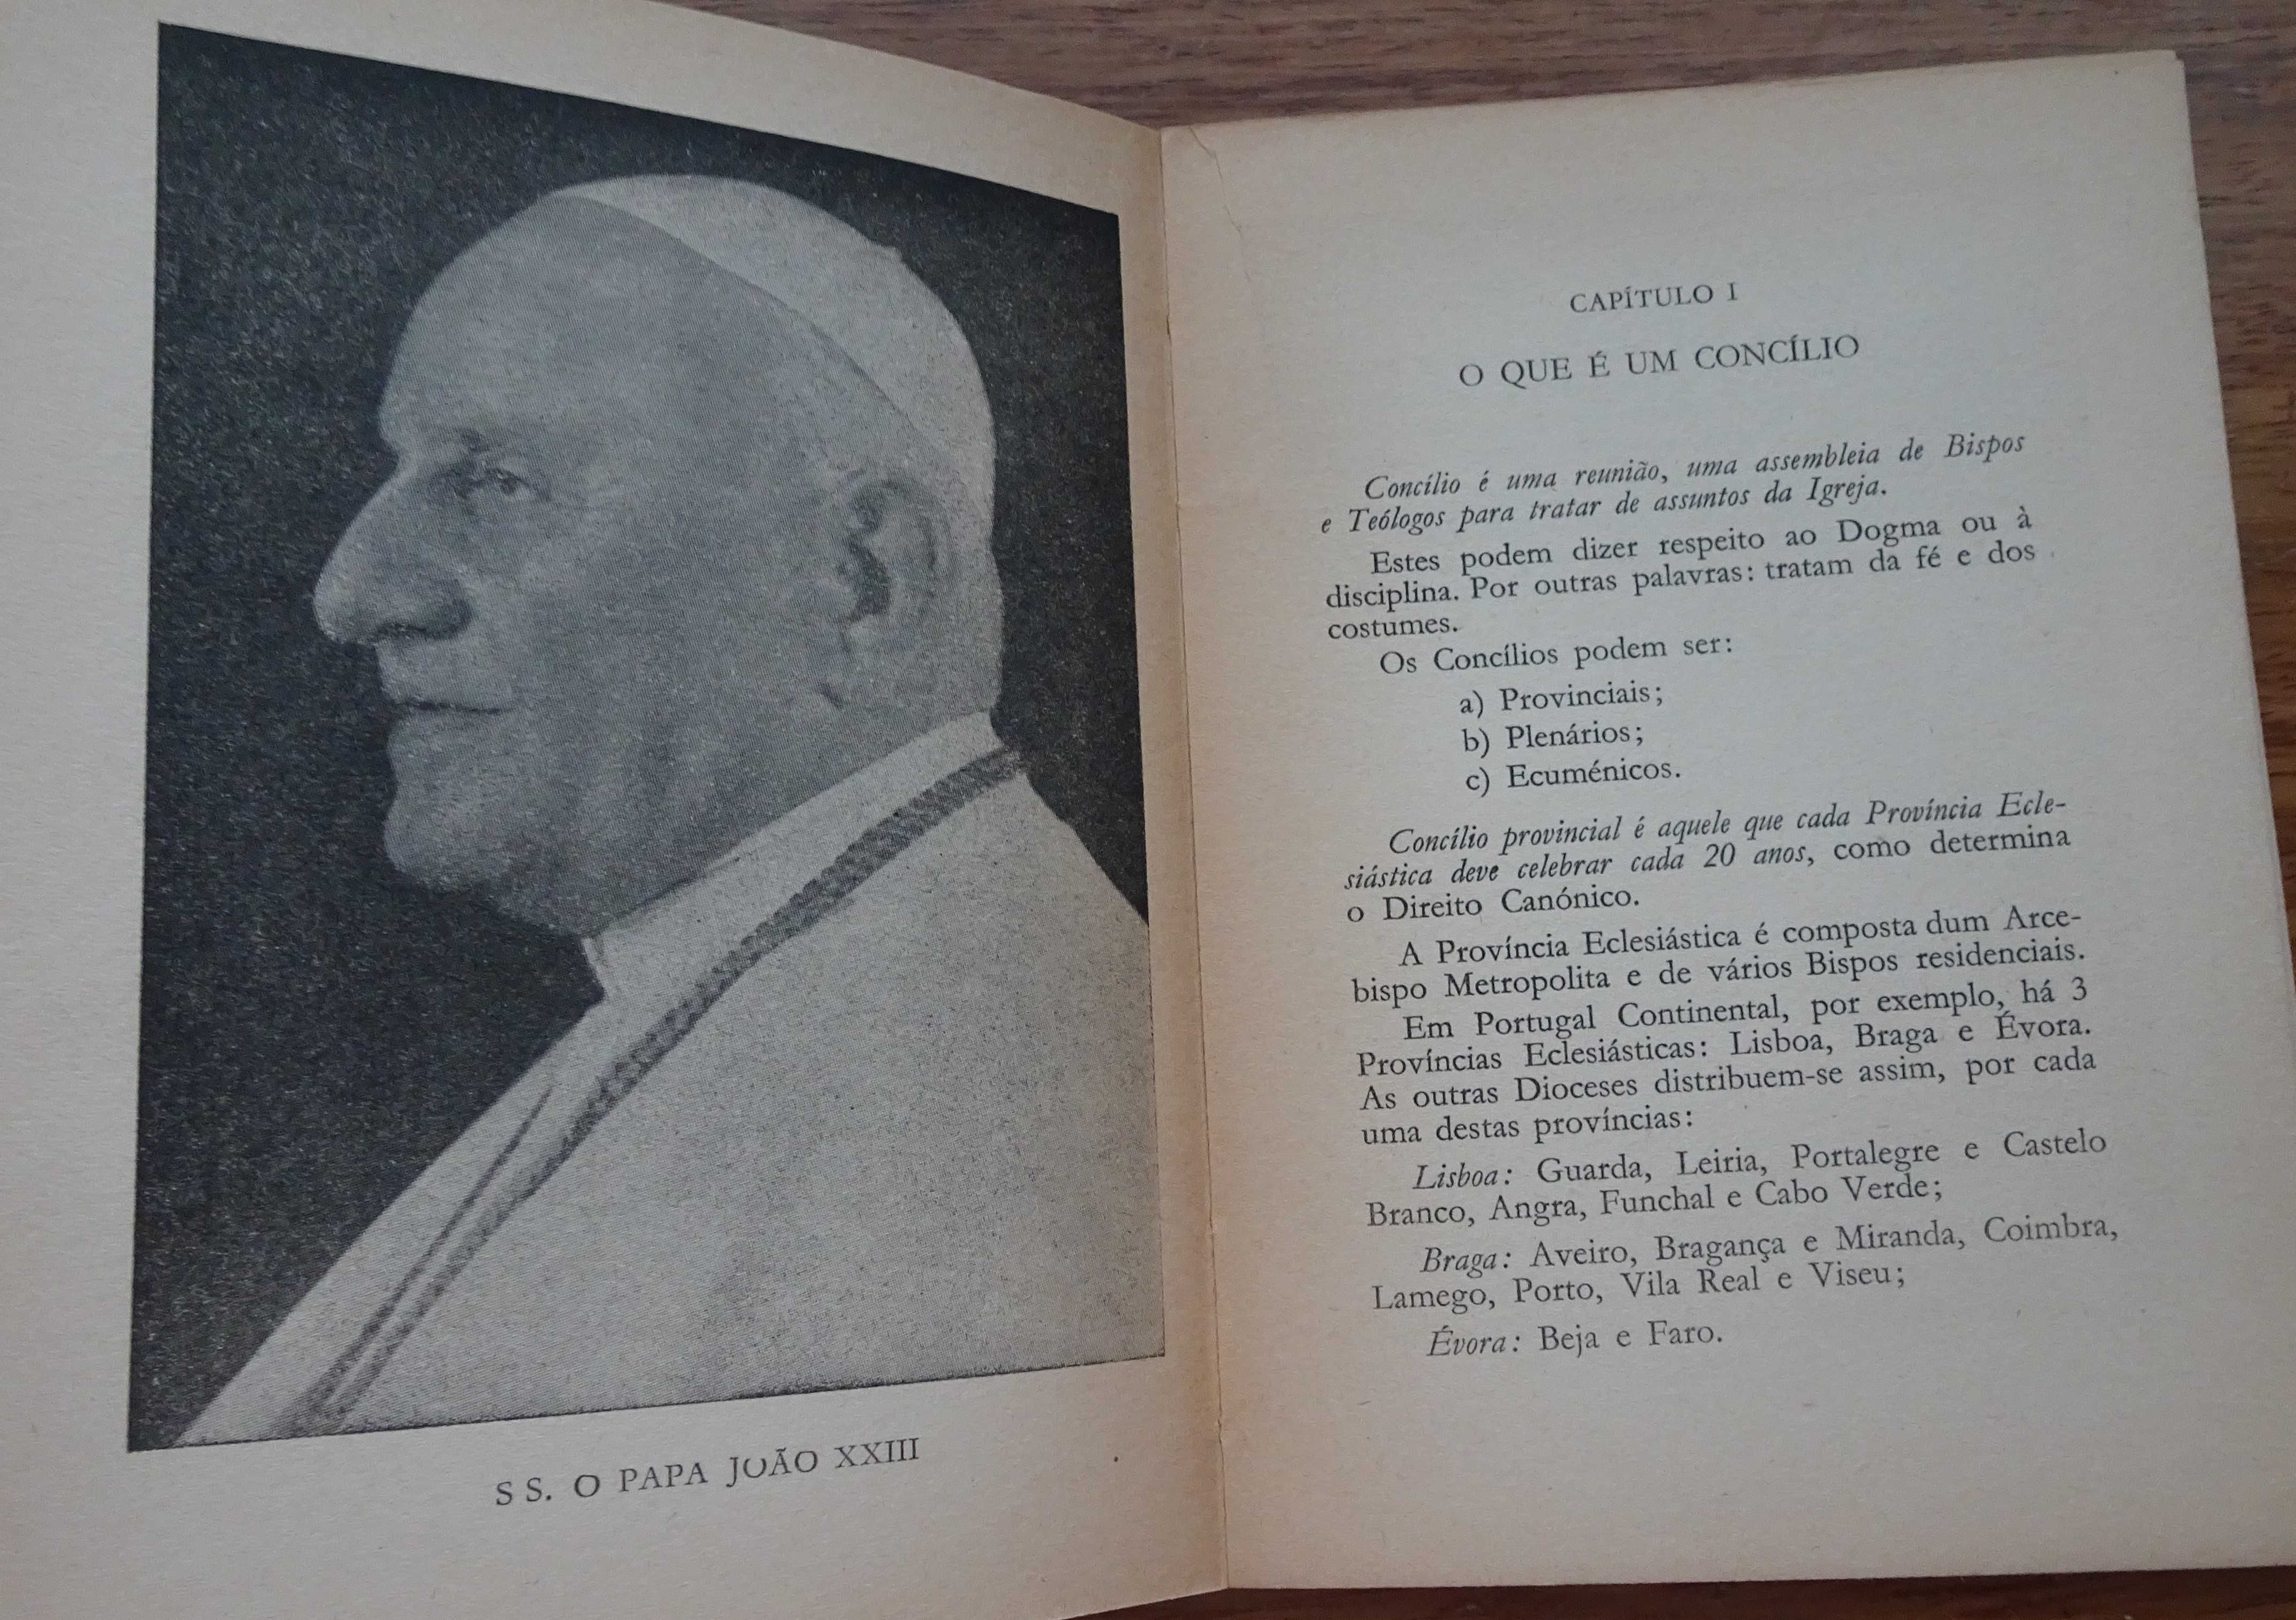 S S. O PAPA JOÃO XXIII
CAPÍTULO I
O QUE É UM CONCÍLIO
Concílio é uma reunião, uma assembleia de Bispos
e Teólogos para tratar de assuntos da Igreja.
Estes podem dizer respeito ao Dogma ou à
disciplina. Por outras palavras: tratam da fé e dos
costumes.
Os Concílios podem ser:
a) Provinciais;
b) Plenários;
c) Ecuménicos.
Concílio provincial é aquele que cada Província Ecle-
siástica deve celebrar cada 20 anos, como determina
o Direito Canónico.
A Província Eclesiástica é composta dum Arce-
bispo Metropolita e de vários Bispos residenciais.
Em Portugal Continental, por exemplo, há 3
Províncias Eclesiásticas: Lisboa, Braga e Évora.
As outras Dioceses distribuem-se assim, por cada
uma destas províncias:
Lisboa: Guarda, Leiria, Portalegre e Castelo
Branco, Angra, Funchal e Cabo Verde;
Braga: Aveiro, Bragança e Miranda, Coimbra,
Lamego, Porto, Vila Real e Viseu;
Évora: Beja e Faro.